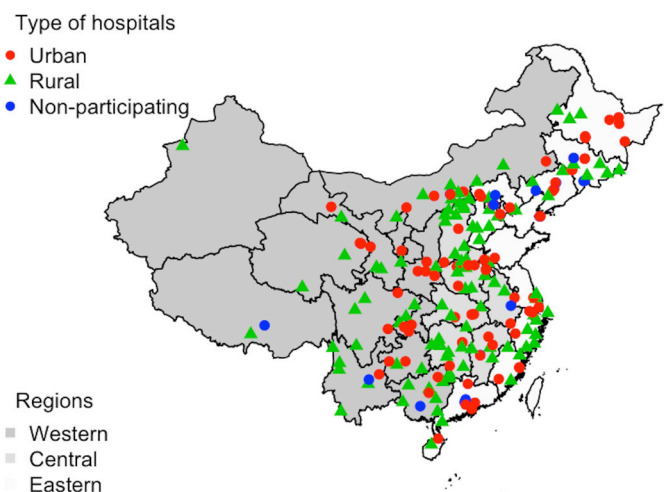 Type of hospitals
Urban
Rural
Non-participating
Regions
Western
Central
Eastern